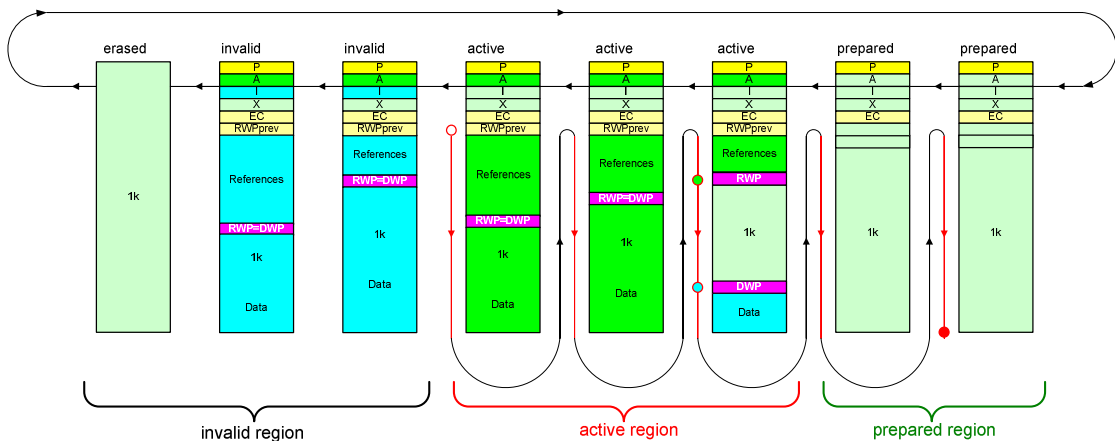 erased
1k
invalid
P
A
I
X
EC
RWPprev
References
RWP=DWP
1k
Data
invalid
P
A
I
X
EC
RWPprev
References
RWP=DWP
1k
Data
active
P
A
I
X
EC
RWPprev
References
RWP=DWP
1k
Data
active
P
A
I
X
EC
RWPprev
References
RWP=DWP
1k
Data
active
P
A
I
X
EC
RWPprev
References
RWP
1k
DWP
Data
prepared
P
A
I
X
EC
1k
prepared
P
A
I
X
EC
1k
invalid region
active region
prepared region